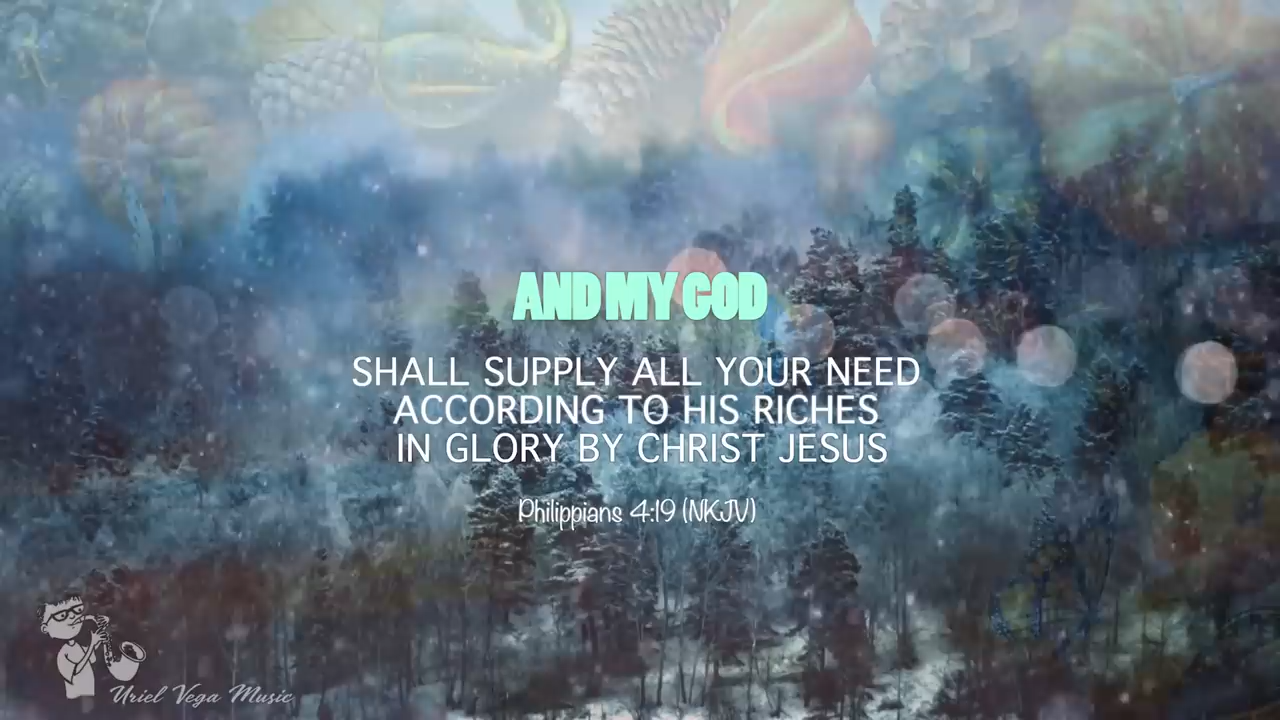 AND MY GOD
SHALL SUPPLY ALL YOUR NEED
ACCORDING TO HIS RICHES
IN GLORY BY CHRIST JESUS
Philippians 4:19 (NKJV)
Uriel Vega Music